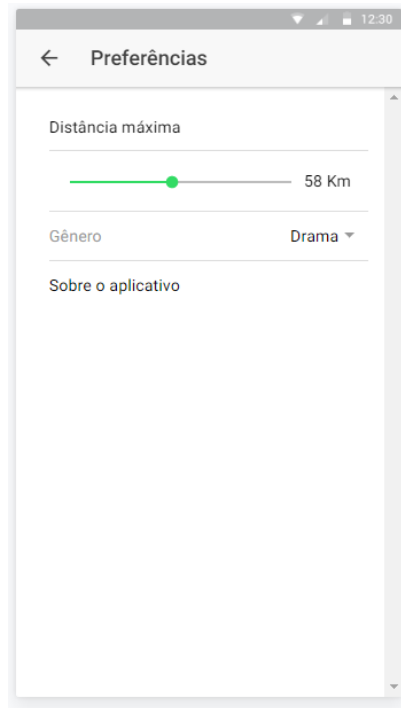 12:30
Preferências
Distância máxima
58 Km
Gênero Drama
Sobre o aplicativo